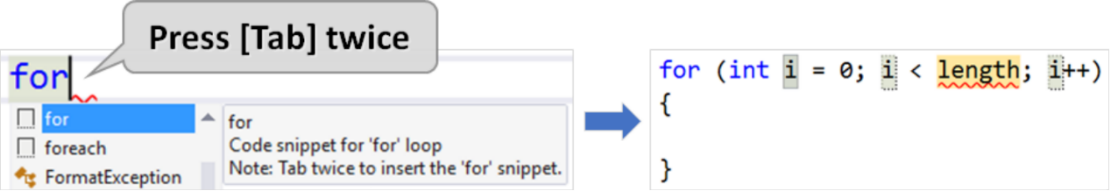 Press [Tab] twice
for
for
foreach
FormatException
for
Code snippet for 'for' loop
Note: Tab twice to insert the 'for' snippet.
for (int i = 0; i < length; i++)
{
}